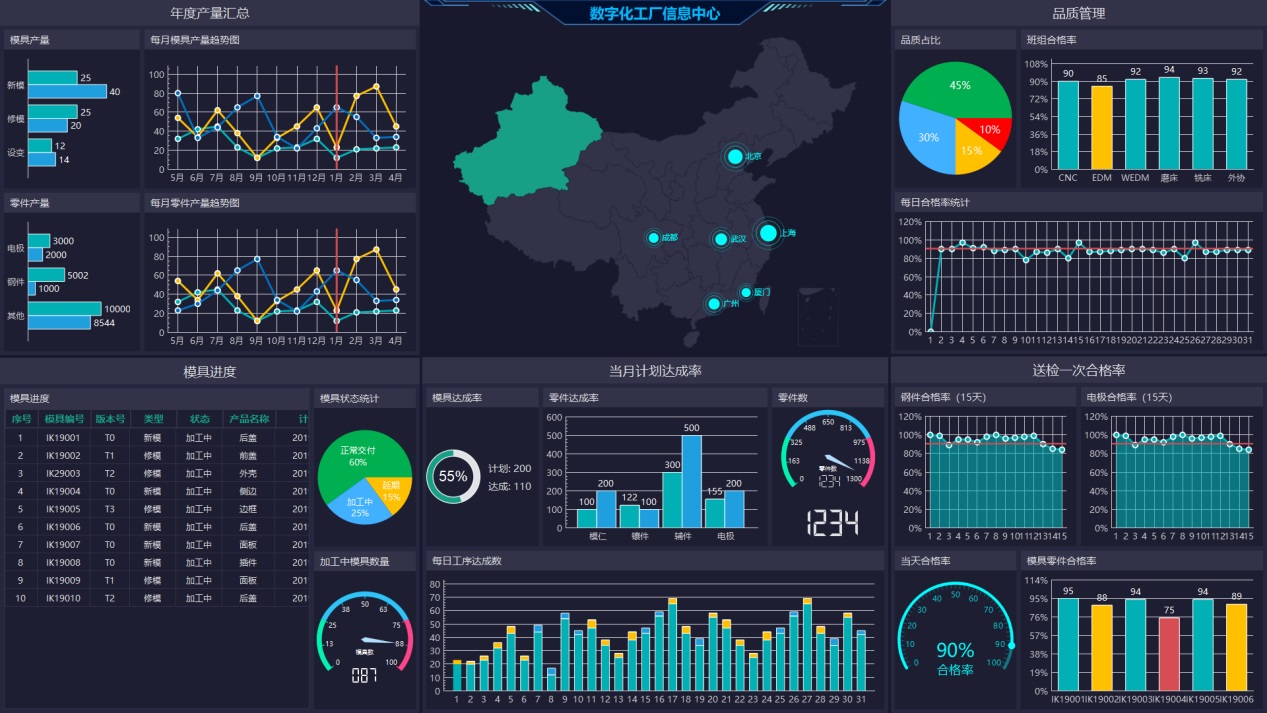 年度产量汇总
数字化工厂信息中心
品质管理
模具产量
每月模具产量趋势图
新模 25 40
修模 25 20
设变 12 14
100
80
60
40
20
0
5月 6月 7月 8月 9月 10月 11月 12月 1月 2月 3月 4月
零件产量
每月零件产量趋势图
电极 3000 2000
钢件 5002 1000
其他 10000 8544
100
80
60
40
20
0
5月 6月 7月 8月 9月 10月 11月 12月 1月 2月 3月 4月
北京
成都
武汉
上海
厦门
广州
品质占比
45%
10%
15%
30%
班组合格率
108%
90%
72%
54%
36%
18%
0%
90 85 92 94 93 92
CNC EDM WEDM 磨床 铣床 外协
每日合格率统计
120%
100%
80%
60%
40%
20%
0%
1 2 3 4 5 6 7 8 9 10 11 12 13 14 15 16 17 18 19 20 21 22 23 24 25 26 27 28 29 30 31
模具进度
模具进度
序号 模具编号 版本号 类型 状态 产品名称 计
1 IK19001 T0 新模 加工中 后盖 201
2 IK19002 T1 修模 加工中 前盖 201
3 IK29003 T2 修模 加工中 外壳 201
4 IK19004 T0 新模 加工中 侧边 201
5 IK19005 T3 修模 加工中 边框 201
6 IK19006 T0 新模 加工中 后盖 201
7 IK19007 T0 新模 加工中 面板 201
8 IK19008 T0 新模 加工中 插件 201
9 IK19009 T1 修模 加工中 面板 201
10 IK19010 T2 修模 加工中 后盖 201
模具状态统计
正常交付
60%
延期
15%
加工中
25%
加工中模具数量
0 13 25 38 50 63 75 88 100
模具数
087
当月计划达成率
模具达成率
55%
计划: 200
达成: 110
零件达成率
600
500
400
300
200
100
0
100 200 122 100 300 500 155 200
模仁 镶件 辅件 电极
零件数
0 163 325 488 650 813 975 1138 1300
零件数
1234
1234
每日工序达成数
80
70
60
50
40
30
20
10
0
1 2 3 4 5 6 7 8 9 10 11 12 13 14 15 16 17 18 19 20 21 22 23 24 25 26 27 28 29 30 31
送检一次合格率
钢件合格率（15天）
120%
100%
80%
60%
40%
20%
0%
1 2 3 4 5 6 7 8 9 10 11 12 13 14 15
电极合格率（15天）
120%
100%
80%
60%
40%
20%
0%
1 2 3 4 5 6 7 8 9 10 11 12 13 14 15
当天合格率
0 10 20 30 40 50 60 70 80 90 100
90%
合格率
模具零件合格率
114%
95%
76%
57%
38%
19%
0%
95 88 94 75 94 89
IK19001 IK19002 IK19003 IK19004 IK19005 IK19006